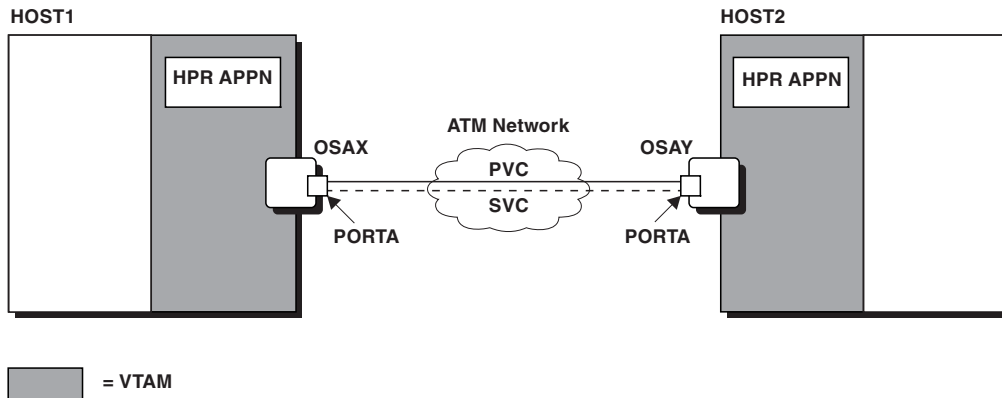 HOST1
HOST2
HPR APPN
HPR APPN
ATM Network
OSAX
OSAY
PVC
SVC
PORTA
PORTA
= VTAM